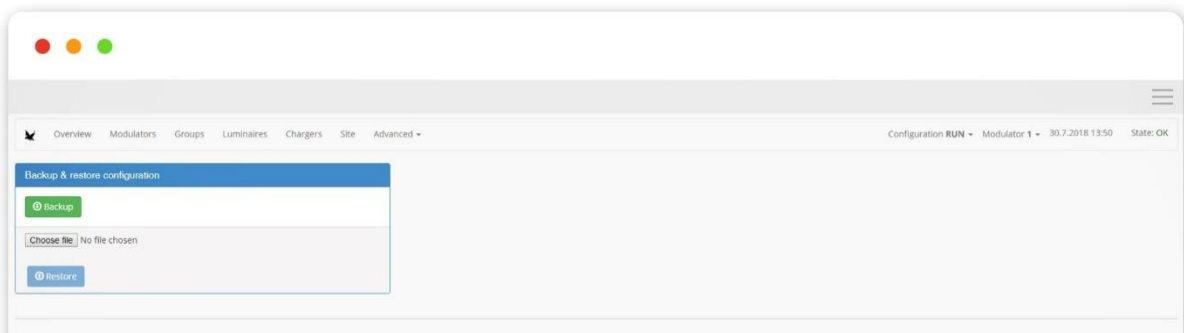 Overview Modulators Groups Luminaires Chargers Site Advanced Configuration RUN Modulator 1 30.7.2018 13:50 State: OK
Backup & restore configuration
Backup
Choose file No file chosen
Restore